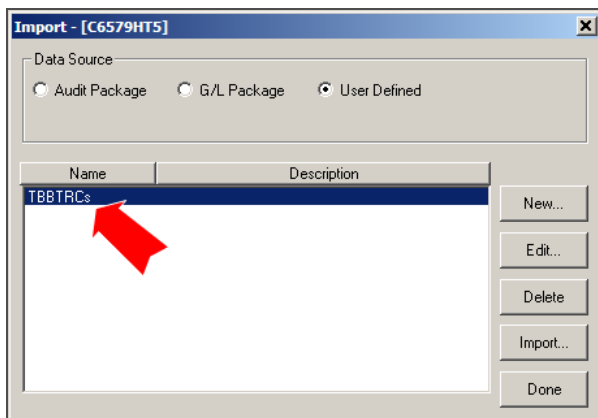 Import - [C6579HT5]
Data Source
Audit Package G/L Package User Defined
Name Description
TBBTRCs
New...
Edit...
Delete
Import...
Done